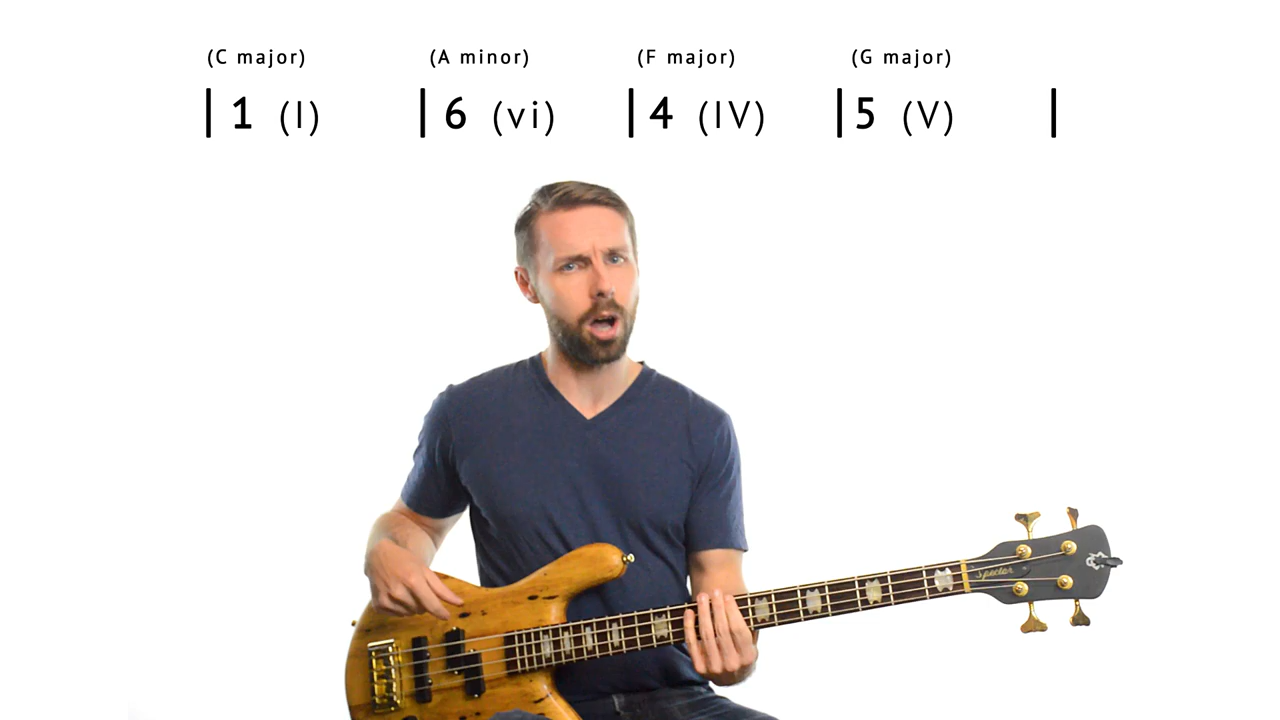 (C major) (A minor) (F major) (G major)
| 1 (I) | 6 (vi) | 4 (IV) | 5 (V) |
Spector